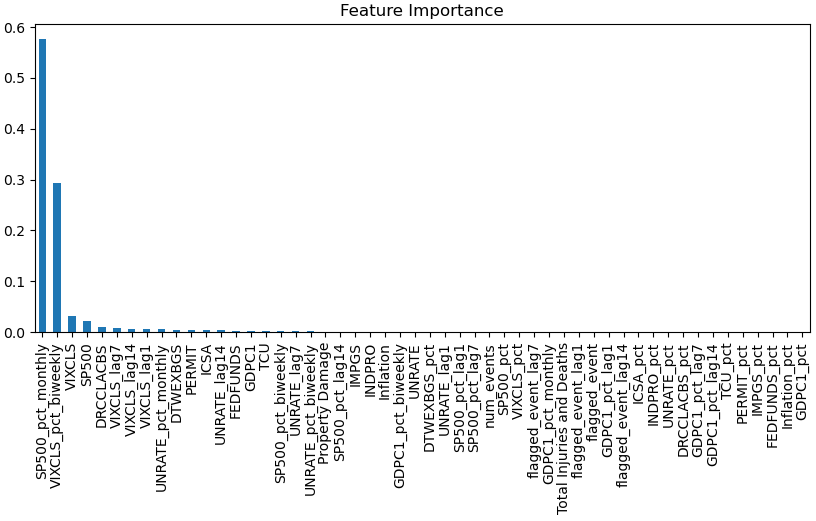 Feature Importance
0.6
0.5
0.4
0.3
0.2
0.1
0.0
SP500_pct_monthly
VIXCLS_pct_biweekly
VIXCLS
SP500
DRCCLACBS
VIXCLS_lag7
VIXCLS_lag14
VIXCLS_lag1
UNRATE_pct_monthly
DTWEXBGS
PERMIT
ICSA
UNRATE_lag14
FEDFUNDS
GDPC1
TCU
SP500_pct_biweekly
UNRATE_lag7
UNRATE_pct_biweekly
Property Damage
SP500_pct_lag14
IMPGS
INDPRO
Inflation
GDPC1_pct_biweekly
UNRATE
DTWEXBGS_pct
UNRATE_lag1
SP500_pct_lag1
SP500_pct_lag7
num_events
SP500_pct
VIXCLS_pct
flagged_event_lag7
GDPC1_pct_monthly
Total Injuries and Deaths
flagged_event_lag1
flagged_event
GDPC1_pct_lag1
flagged_event_lag14
ICSA_pct
INDPRO_pct
UNRATE_pct
DRCCLACBS_pct
GDPC1_pct_lag7
GDPC1_pct_lag14
TCU_pct
PERMIT_pct
IMPGS_pct
FEDFUNDS_pct
Inflation_pct
GDPC1_pct